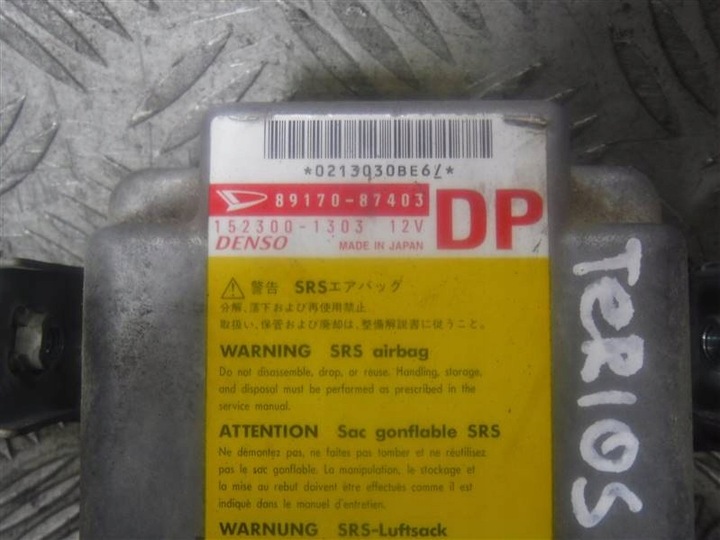 *0213030BE6/*
89170-87403
152300-1303 12V
DENSO MADE IN JAPAN
DP
警告 SRSエアバッグ
分解、落下および再使用禁止。
取扱い、保管および廃却は、整備解説書に従うこと。
WARNING SRS airbag
Do not disassemble, drop, or reuse. Handling, storage,
and disposal must be performed as prescribed in the
service manual.
ATTENTION Sac gonflable SRS
Ne démontez pas, ne faites pas tomber et ne réutilisez
pas le sac gonflable. La manipulation, le stockage et
la mise au rebut doivent être effectués comme il est
indiqué dans le manuel d'entretien.
WARNUNG SRS-Luftsack
TERIOS